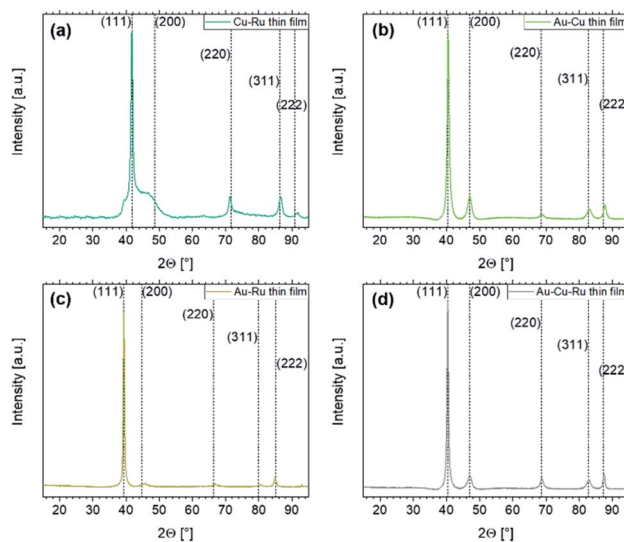 (a)
(111)
(200)
Cu-Ru thin film
(220)
(311)
(222)
Intensity [a.u.]
20 30 40 50 60 70 80 90
2Θ [°]
(b)
(111)
(200)
Au-Cu thin film
(220)
(311)
(222)
Intensity [a.u.]
20 30 40 50 60 70 80 90
2Θ [°]
(c)
(111)
(200)
Au-Ru thin film
(220)
(311)
(222)
Intensity [a.u.]
20 30 40 50 60 70 80 90
2Θ [°]
(d)
(111)
(200)
Au-Cu-Ru thin film
(220)
(311)
(222)
Intensity [a.u.]
20 30 40 50 60 70 80 90
2Θ [°]